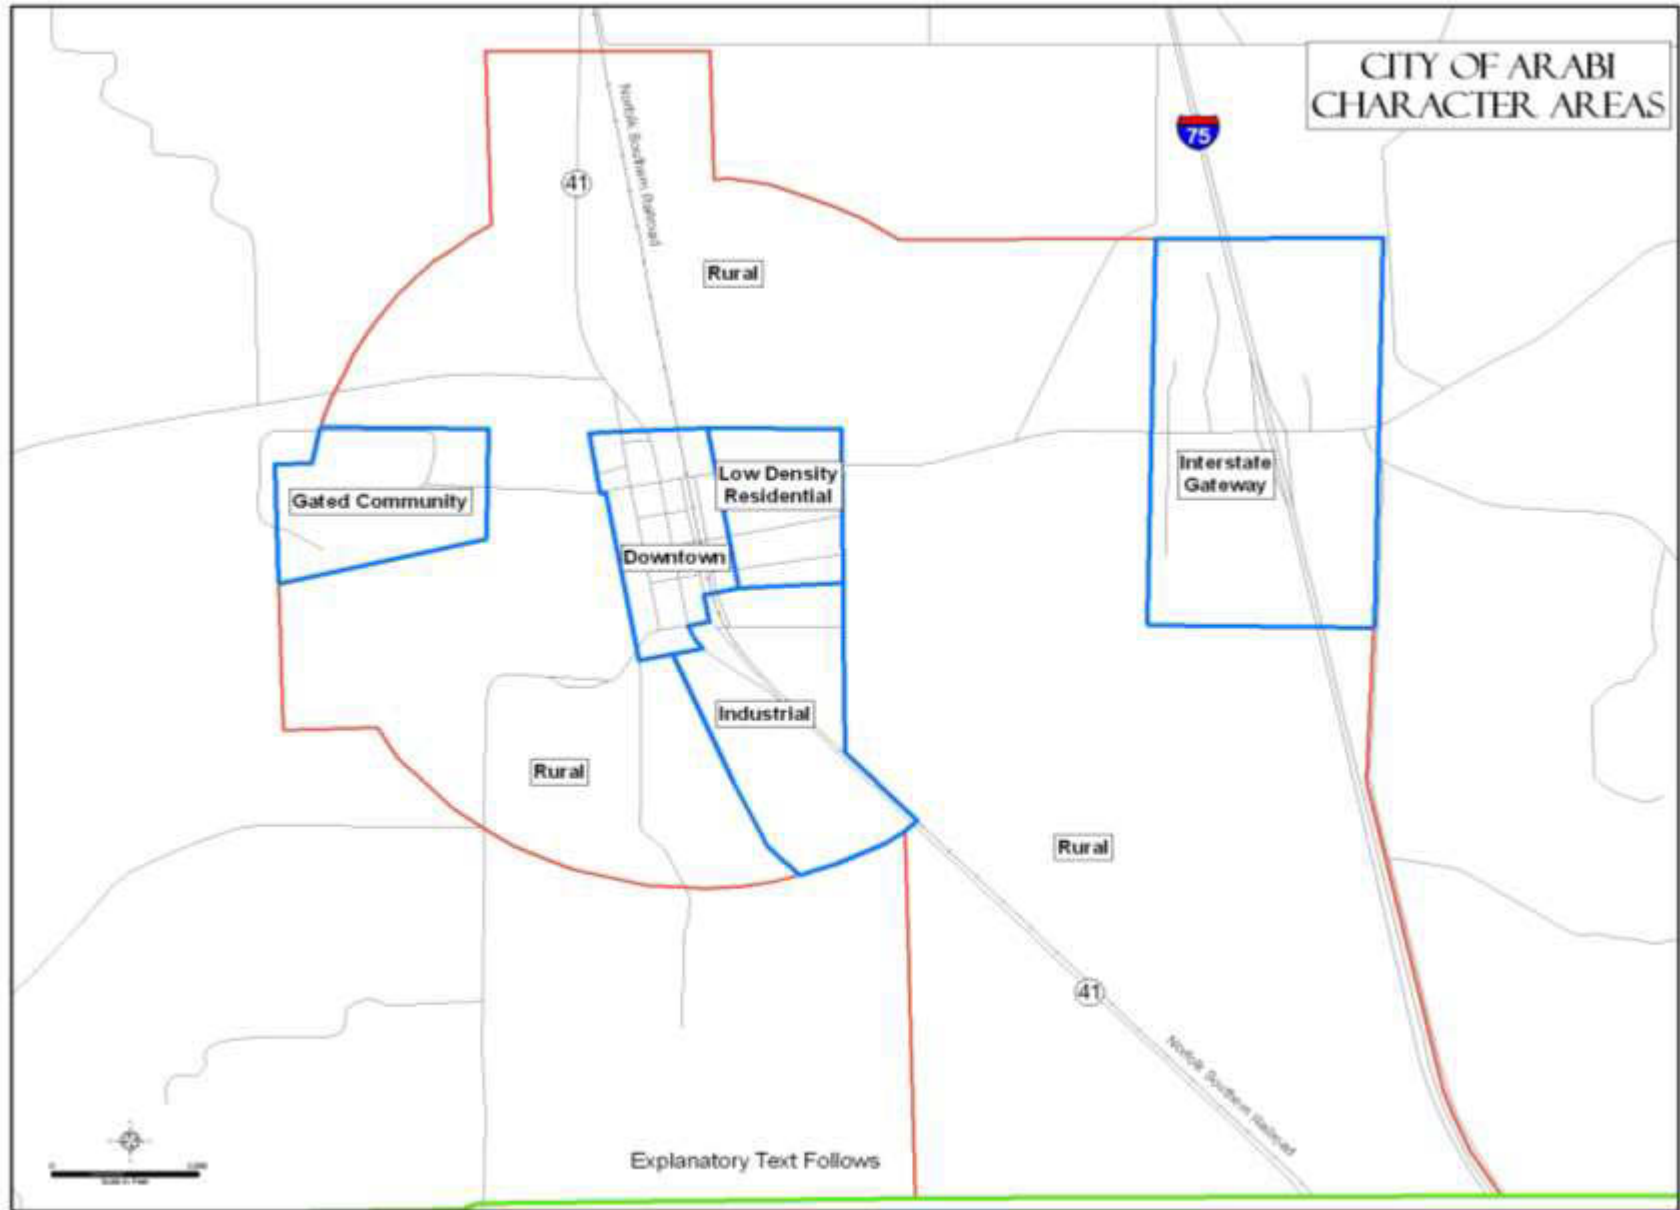 CITY OF ARABI
CHARACTER AREAS
75
41
Norfolk Southern Railroad
Rural
Low Density
Residential
Interstate
Gateway
Gated Community
Downtown
Industrial
Rural
Rural
41
Norfolk Southern Railroad
Explanatory Text Follows
0